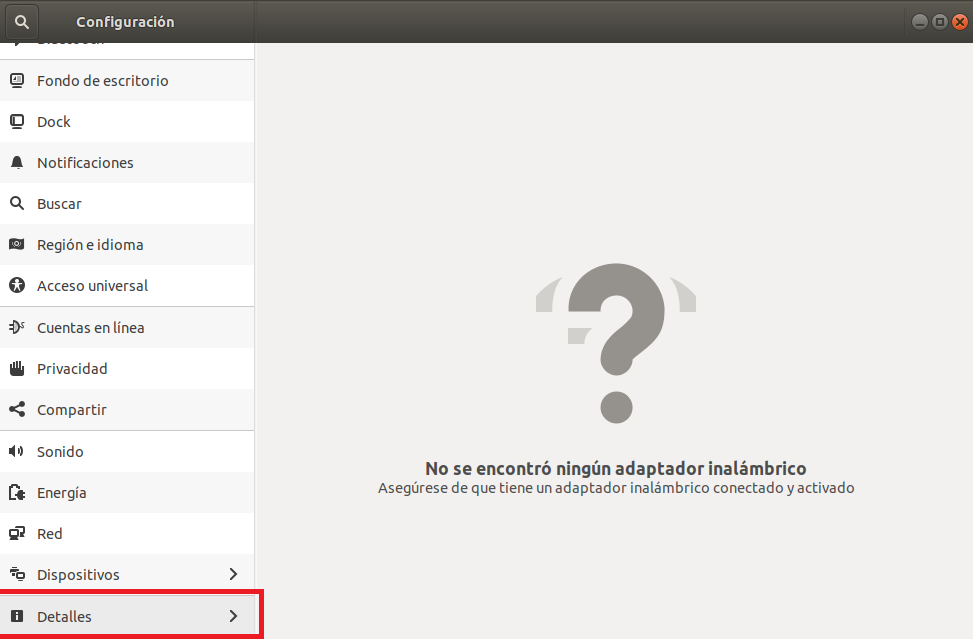 Configuración
Bluetooth
Fondo de escritorio
Dock
Notificaciones
Buscar
Región e idioma
Acceso universal
Cuentas en línea
Privacidad
Compartir
Sonido
Energía
Red
Dispositivos
Detalles
No se encontró ningún adaptador inalámbrico
Asegúrese de que tiene un adaptador inalámbrico conectado y activado